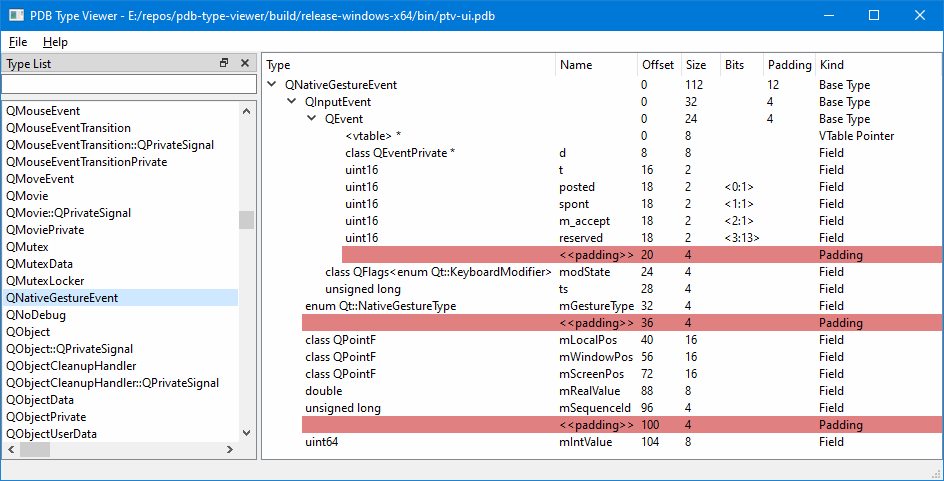 PDB Type Viewer - E:/repos/pdb-type-viewer/build/release-windows-x64/bin/ptv-ui.pdb
File Help
Type List
QMouseEvent
QMouseEventTransition
QMouseEventTransition::QPrivateSignal
QMouseEventTransitionPrivate
QMoveEvent
QMovie
QMovie::QPrivateSignal
QMoviePrivate
QMutex
QMutexData
QMutexLocker
QNativeGestureEvent
QNoDebug
QObject
QObject::QPrivateSignal
QObjectCleanupHandler
QObjectCleanupHandler::QPrivateSignal
QObjectData
QObjectPrivate
QObjectUserData
Type Name Offset Size Bits Padding Kind
QNativeGestureEvent 0 112 12 Base Type
QInputEvent 0 32 4 Base Type
QEvent 0 24 4 Base Type
<vtable> * 0 8 VTable Pointer
class QEventPrivate * d 8 8 Field
uint16 t 16 2 Field
uint16 posted 18 2 <0:1> Field
uint16 spont 18 2 <1:1> Field
uint16 m_accept 18 2 <2:1> Field
uint16 reserved 18 2 <3:13> Field
<<padding>> 20 4 Padding
class QFlags<enum Qt::KeyboardModifier> modState 24 4 Field
unsigned long ts 28 4 Field
enum Qt::NativeGestureType mGestureType 32 4 Field
<<padding>> 36 4 Padding
class QPointF mLocalPos 40 16 Field
class QPointF mWindowPos 56 16 Field
class QPointF mScreenPos 72 16 Field
double mRealValue 88 8 Field
unsigned long mSequenceId 96 4 Field
<<padding>> 100 4 Padding
uint64 mIntValue 104 8 Field